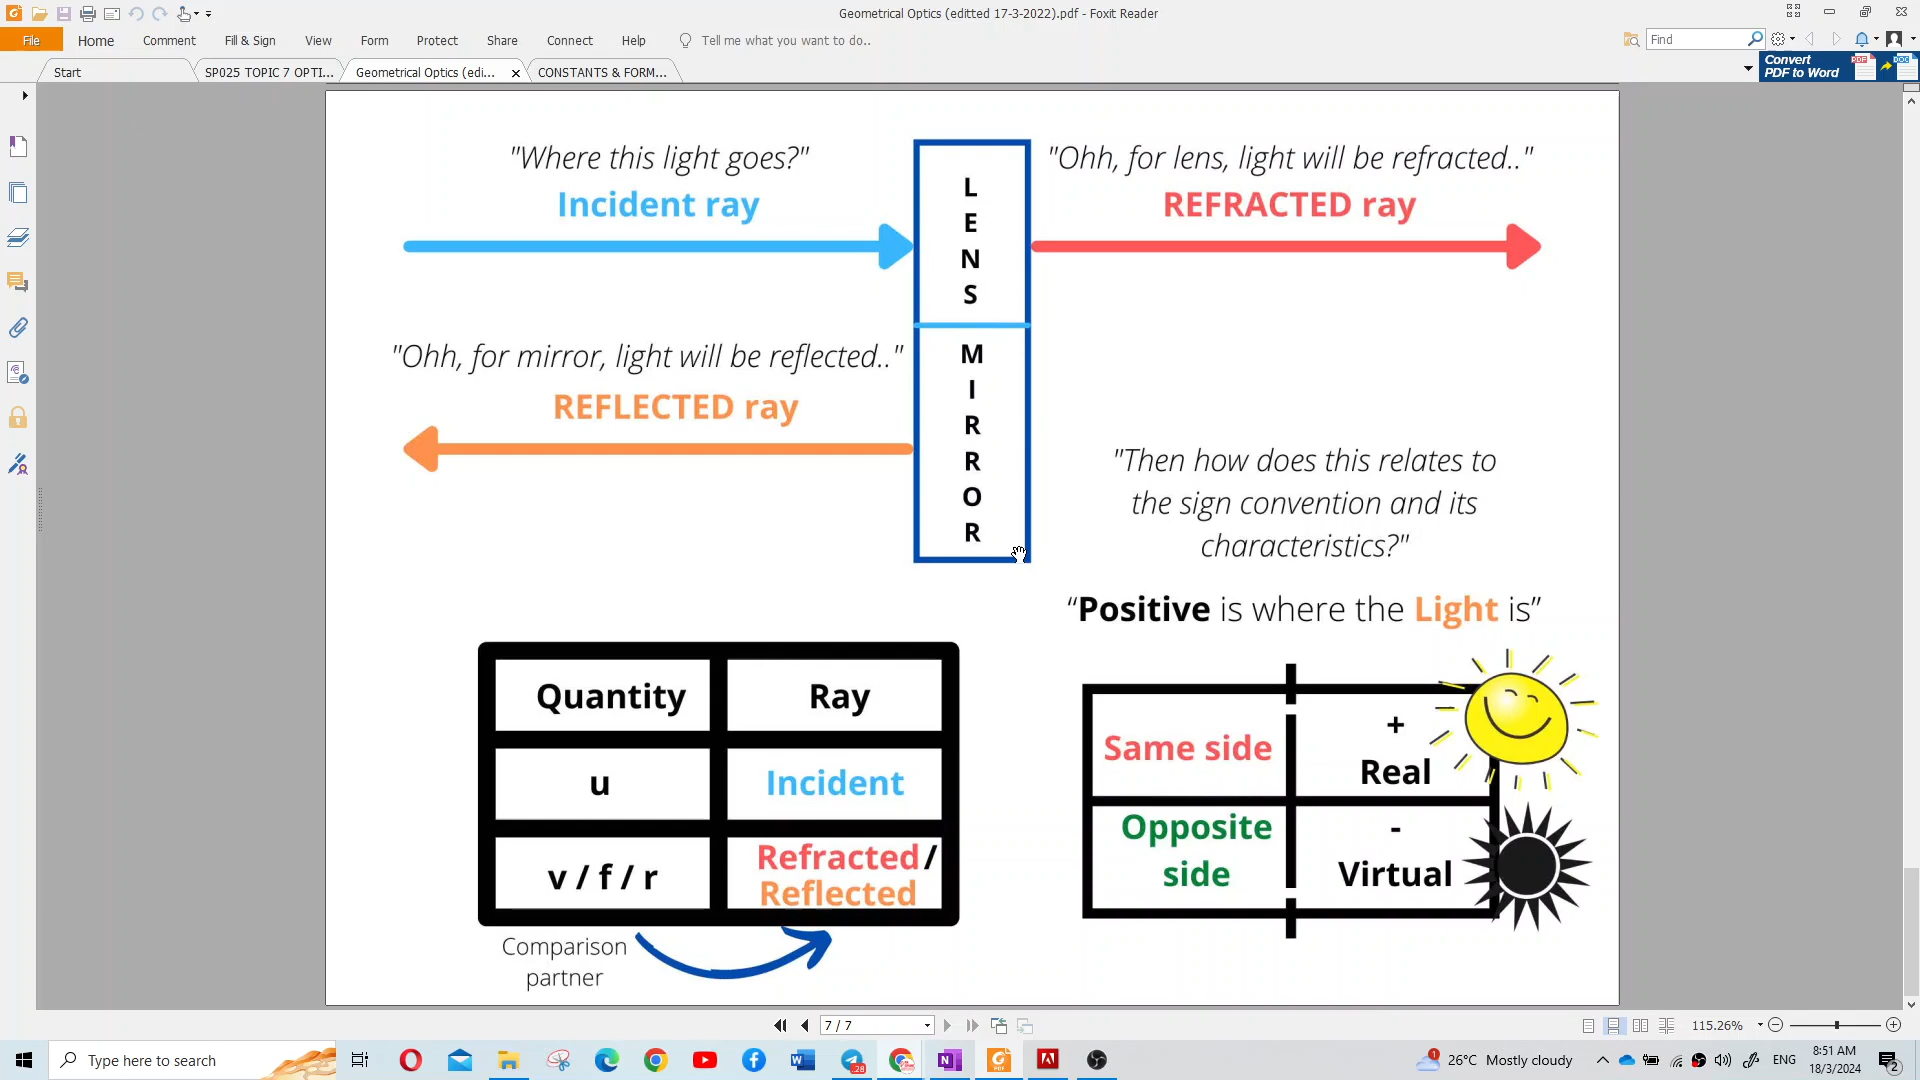 Geometrical Optics (editted 17-3-2022).pdf - Foxit Reader
File
Home
Comment
Fill & Sign
View
Form
Protect
Share
Connect
Help
Tell me what you want to do..
Find
Start
SP025 TOPIC 7 OPTI...
Geometrical Optics (edi...
CONSTANTS & FORM...
Convert
PDF to Word
"Where this light goes?"
Incident ray
L
E
N
S
"Ohh, for lens, light will be refracted.."
REFRACTED ray
"Ohh, for mirror, light will be reflected.."
REFLECTED ray
M
I
R
R
O
R
"Then how does this relates to
the sign convention and its
characteristics?"
“Positive is where the Light is”
Quantity
Ray
u
Incident
v / f / r
Refracted /
Reflected
Comparison
partner
Same side
+
Real
Opposite
side
-
Virtual
7 / 7
115.26%
Type here to search
26°C Mostly cloudy
ENG
8:51 AM
18/3/2024